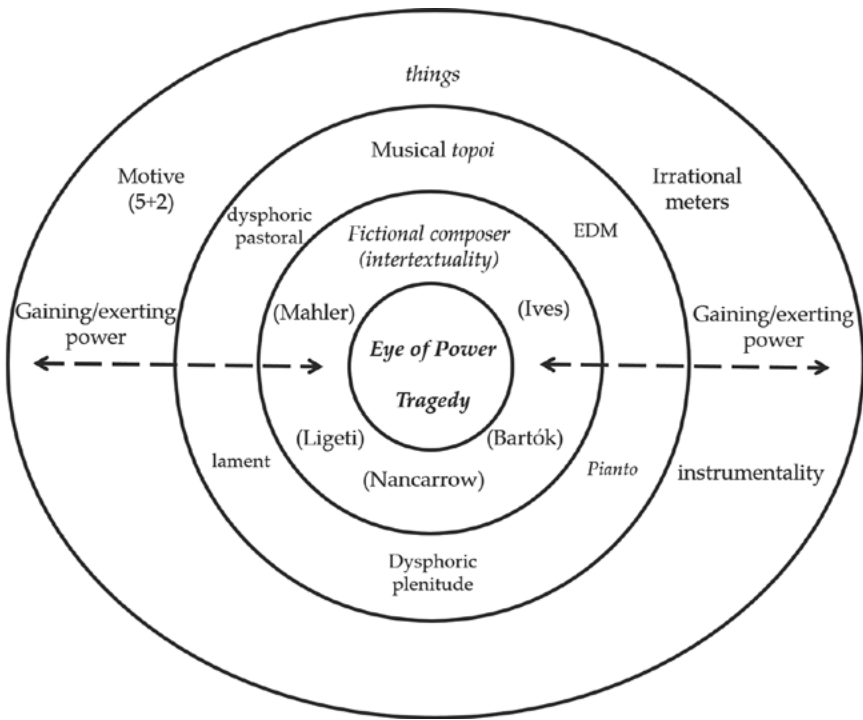 things
Musical topoi
Motive
(5+2)
Irrational
meters
dysphoric
pastoral
EDM
Fictional composer
(intertextuality)
Gaining/exerting
power
(Mahler)
(Ives)
Gaining/exerting
power
Eye of Power
Tragedy
(Ligeti)
(Bartók)
lament
(Nancarrow)
Pianto
instrumentality
Dysphoric
plenitude